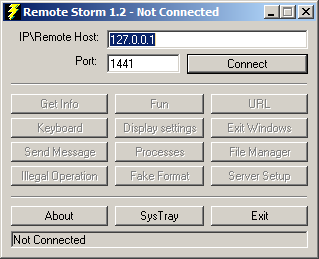 Remote Storm 1.2 - Not Connected
IP\Remote Host: 127.0.0.1
Port: 1441 Connect
Get Info Fun URL
Keyboard Display settings Exit Windows
Send Message Processes File Manager
Illegal Operation Fake Format Server Setup
About SysTray Exit
Not Connected